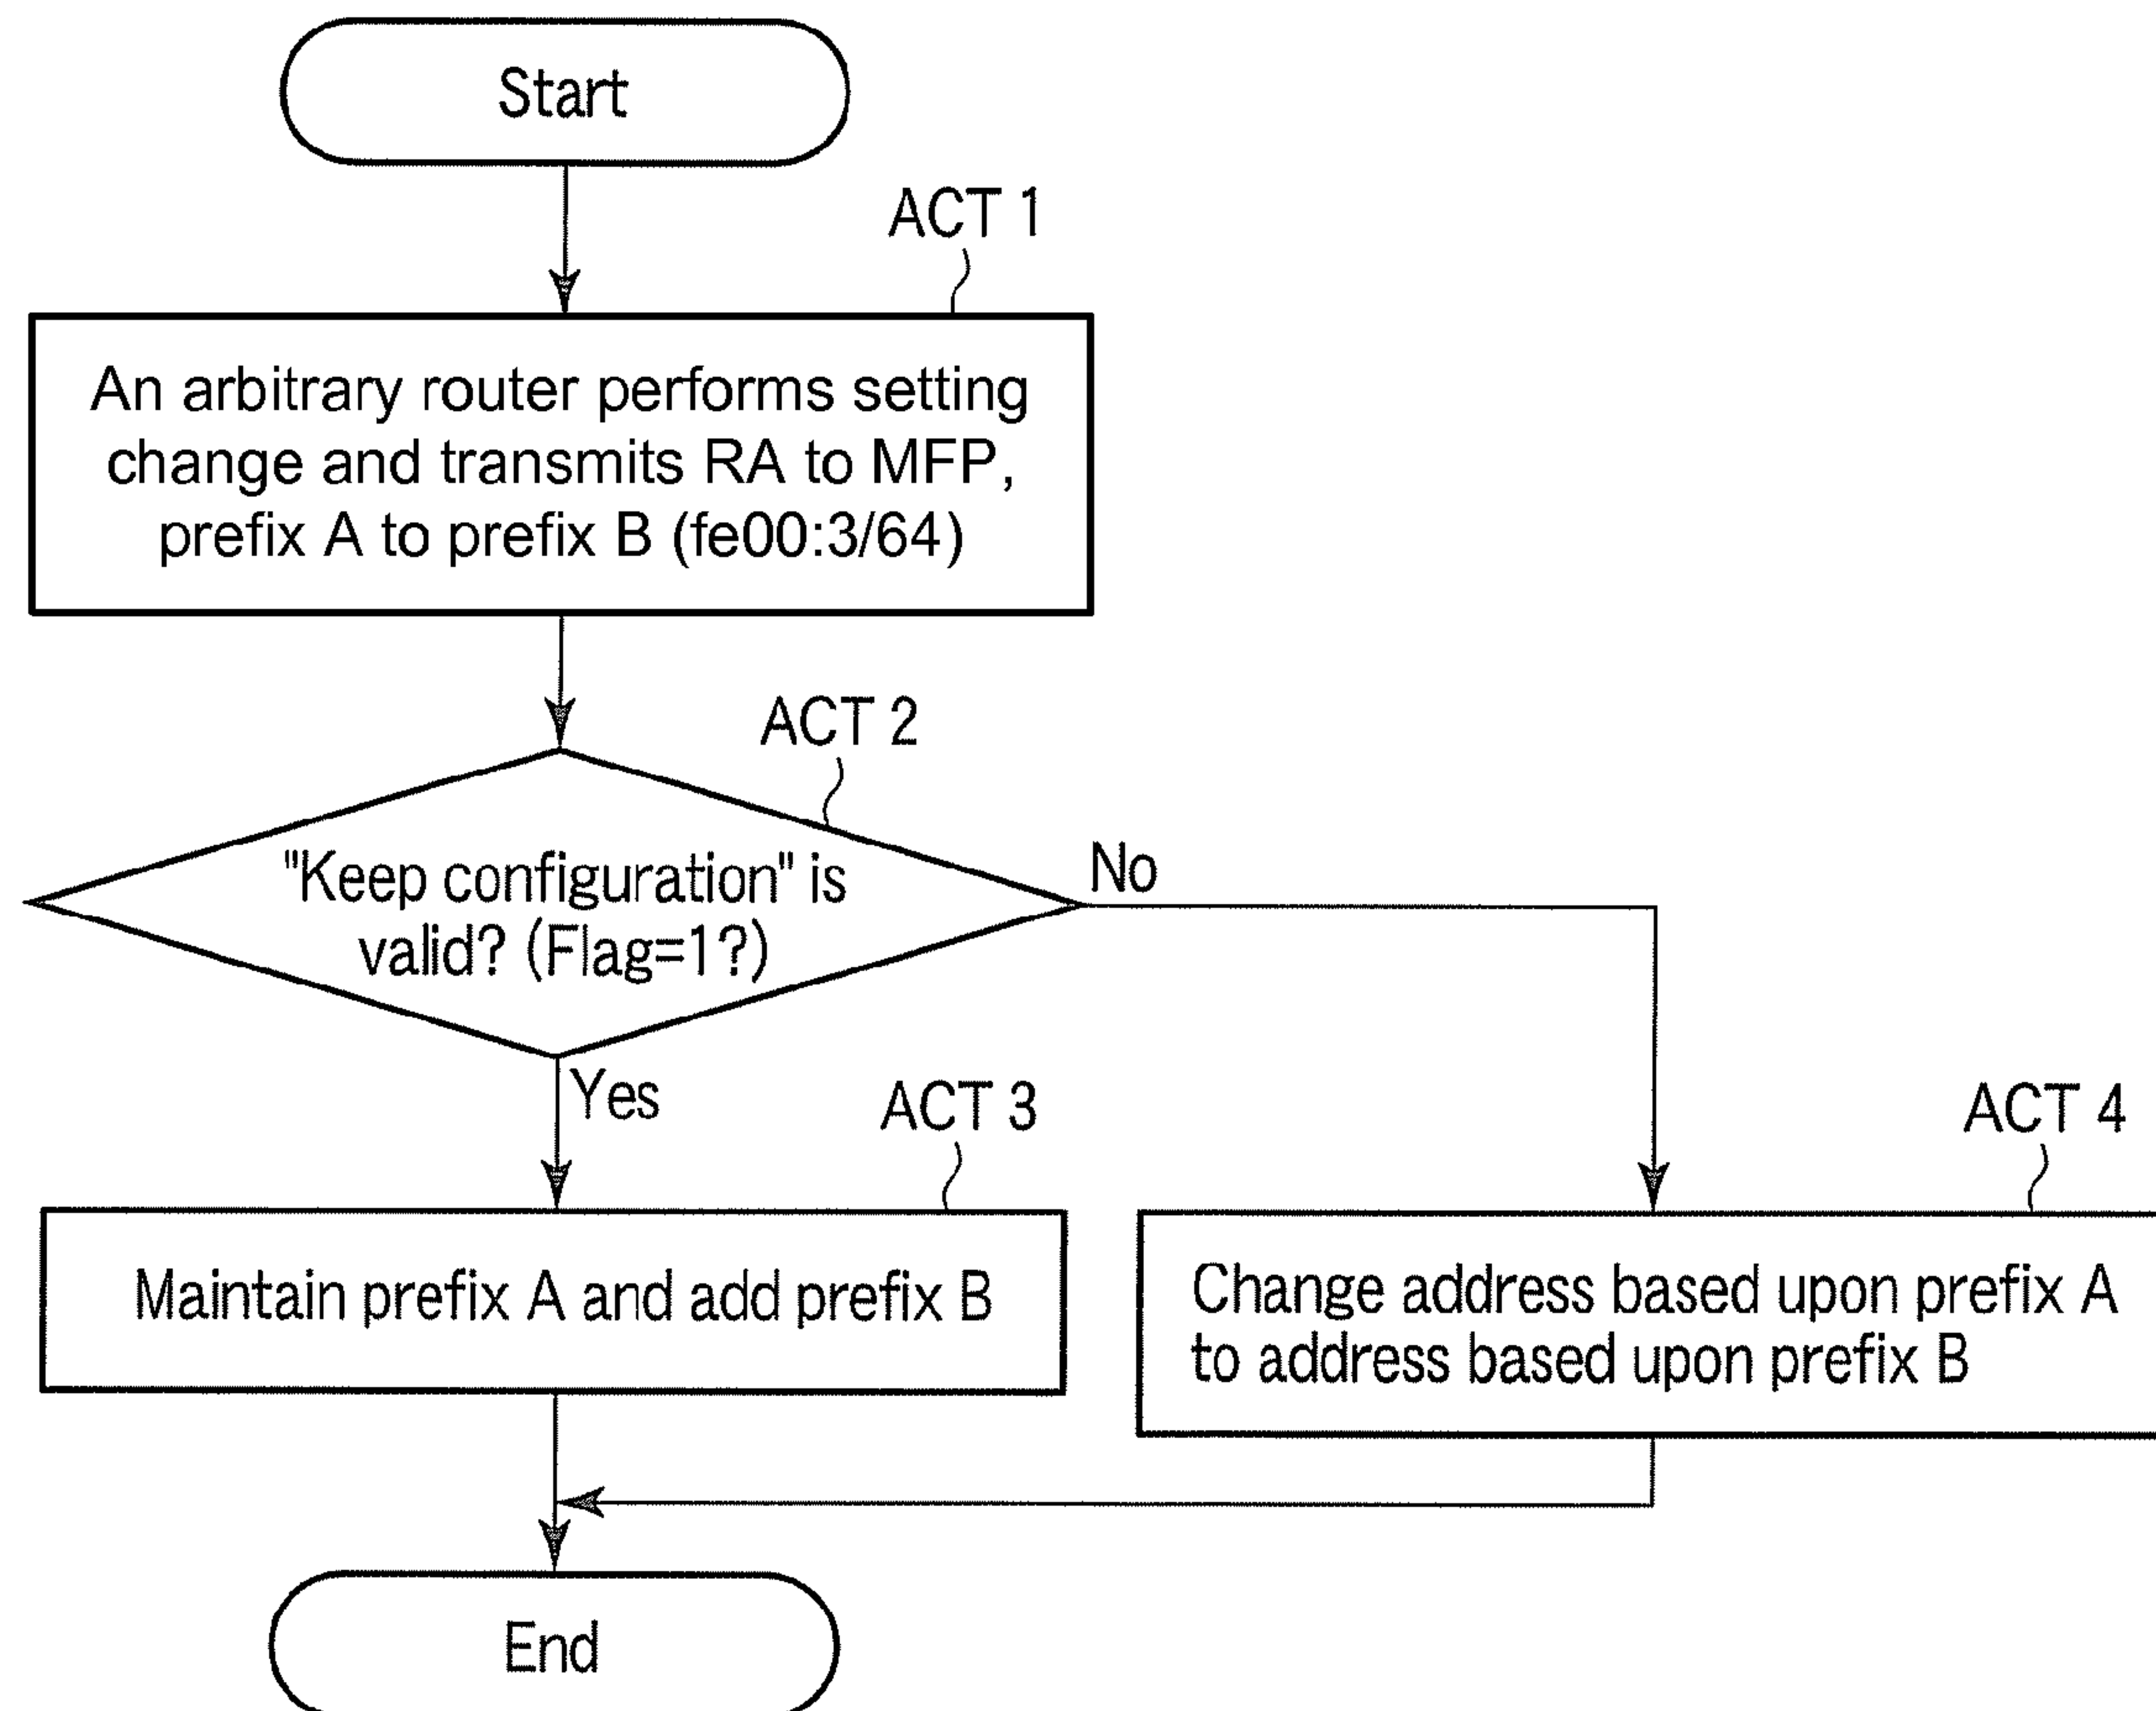 Start
ACT 1
An arbitrary router performs setting
change and transmits RA to MFP,
prefix A to prefix B (fe00:3/64)
ACT 2
"Keep configuration" is
valid? (Flag=1?)
No
Yes
ACT 3
Maintain prefix A and add prefix B
ACT 4
Change address based upon prefix A
to address based upon prefix B
End